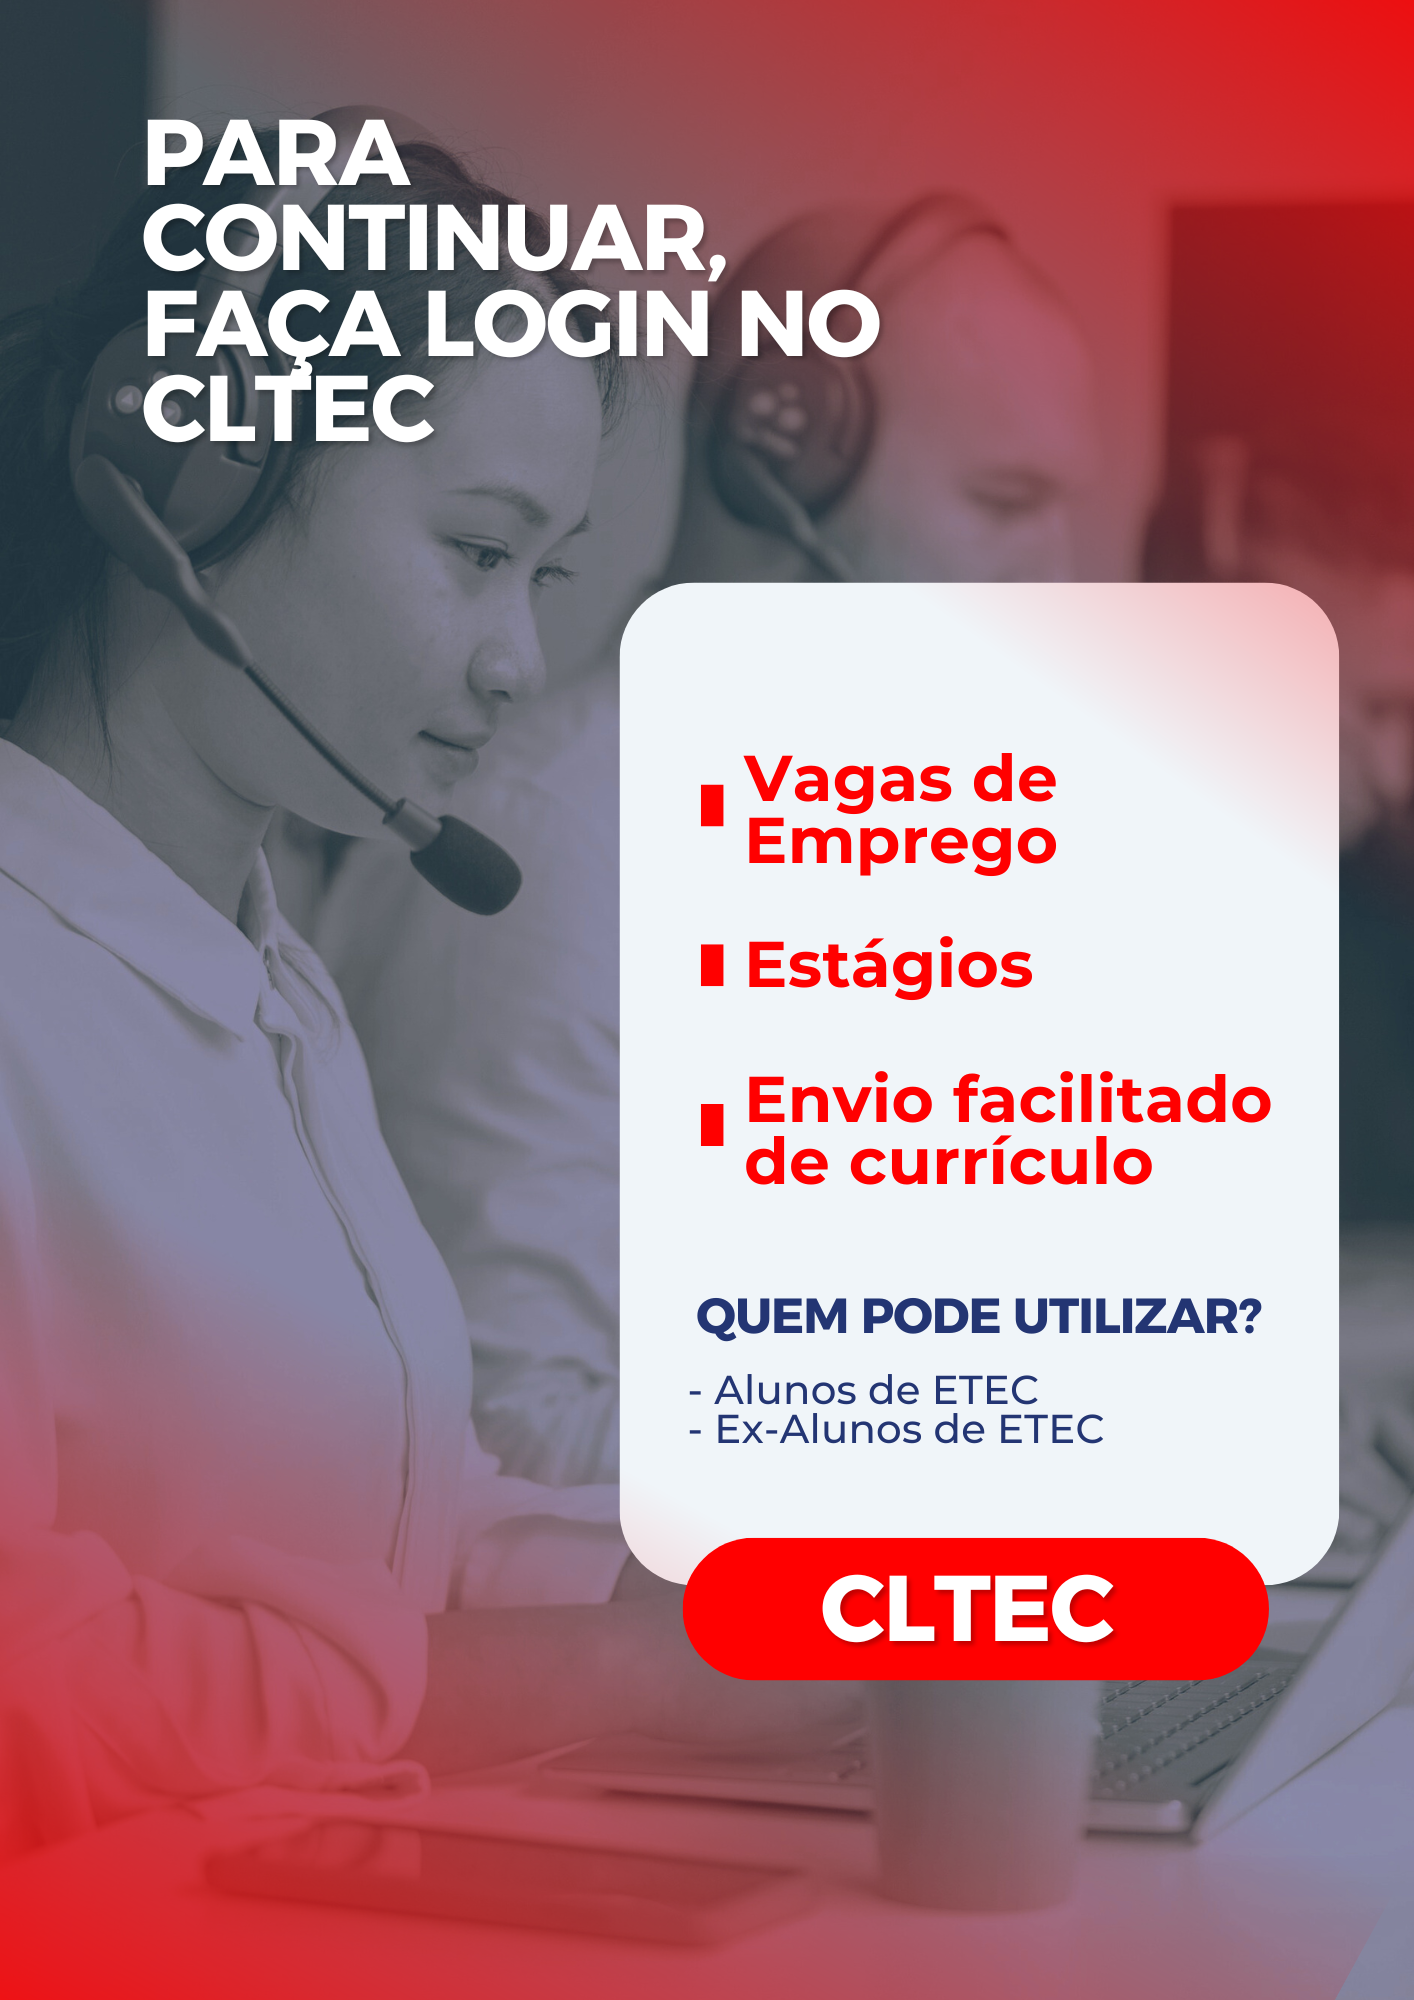 PARA
CONTINUAR,
FAÇA LOGIN NO
CLTEC
Vagas de
Emprego
Estágios
Envio facilitado
de currículo
QUEM PODE UTILIZAR?
- Alunos de ETEC
- Ex-Alunos de ETEC
CLTEC